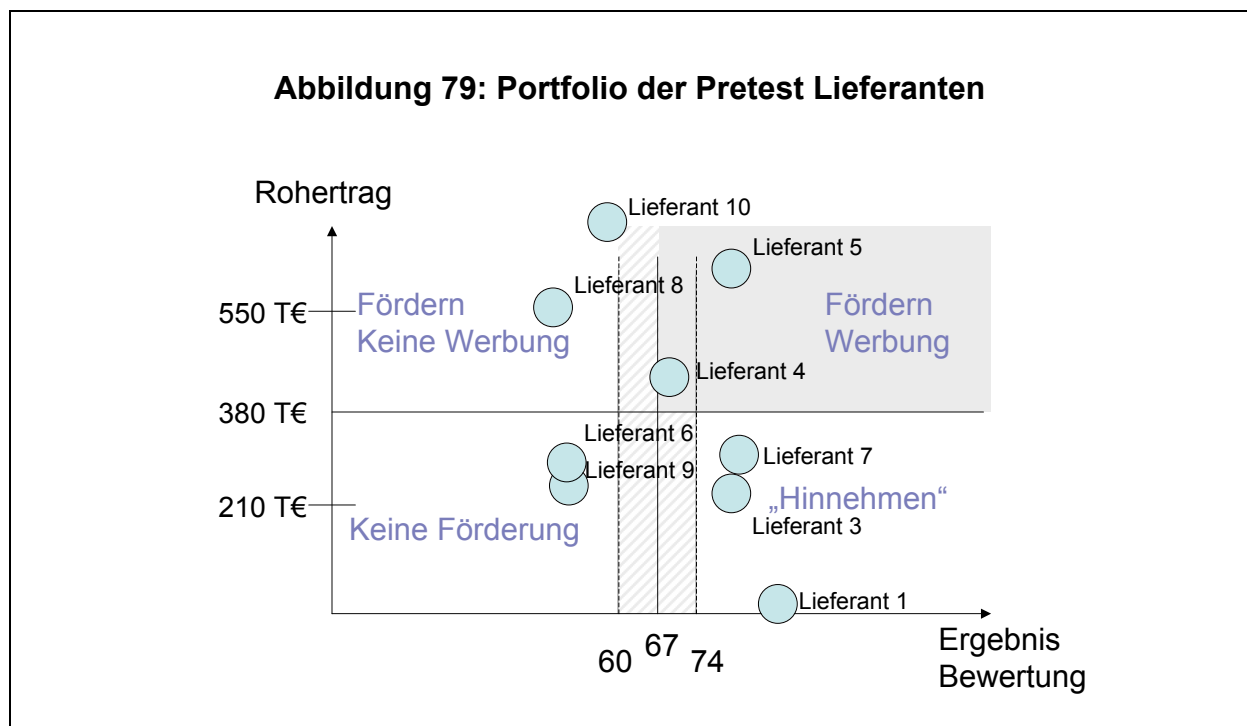 Abbildung 79: Portfolio der Pretest Lieferanten
Rohertrag
Lieferant 10
Lieferant 5
Lieferant 8
550 T€
Fördern
Keine Werbung
Fördern
Werbung
Lieferant 4
380 T€
Lieferant 6
Lieferant 7
Lieferant 9
210 T€
„Hinnehmen“
Keine Förderung
Lieferant 3
Lieferant 1
60
67
74
Ergebnis
Bewertung